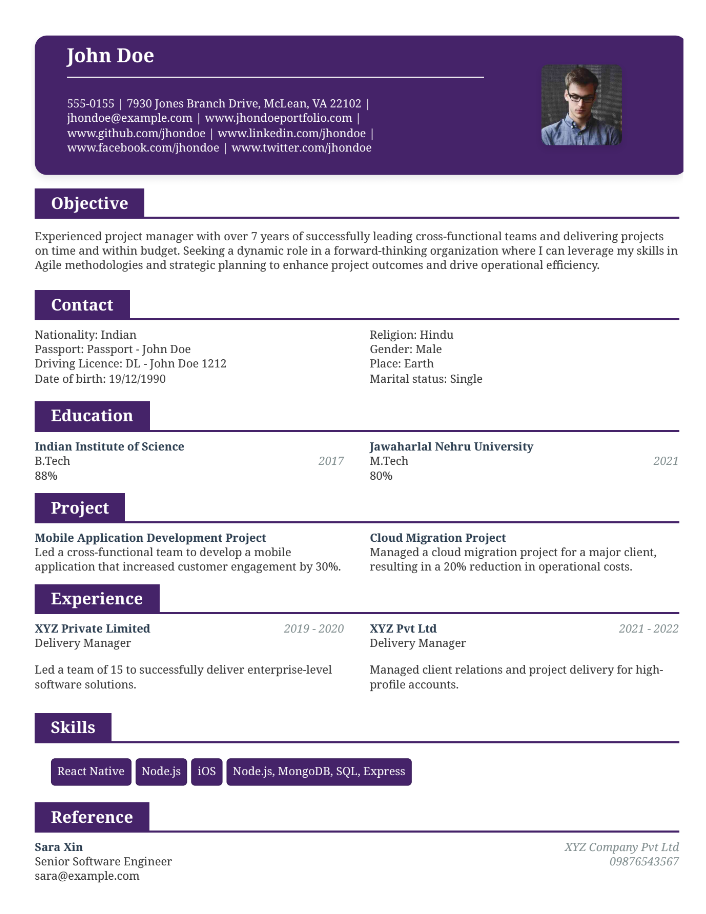 John Doe
555-0155 | 7930 Jones Branch Drive, McLean, VA 22102 |
jhondoe@example.com | www.jhondoeportfolio.com |
www.github.com/jhondoe | www.linkedin.com/jhondoe |
www.facebook.com/jhondoe | www.twitter.com/jhondoe
Objective
Experienced project manager with over 7 years of successfully leading cross-functional teams and delivering projects
on time and within budget. Seeking a dynamic role in a forward-thinking organization where I can leverage my skills in
Agile methodologies and strategic planning to enhance project outcomes and drive operational efficiency.
Contact
Nationality: Indian
Passport: Passport - John Doe
Driving Licence: DL - John Doe 1212
Date of birth: 19/12/1990
Religion: Hindu
Gender: Male
Place: Earth
Marital status: Single
Education
Indian Institute of Science
B.Tech 2017
88%
Jawaharlal Nehru University
M.Tech 2021
80%
Project
Mobile Application Development Project
Led a cross-functional team to develop a mobile
application that increased customer engagement by 30%.
Cloud Migration Project
Managed a cloud migration project for a major client,
resulting in a 20% reduction in operational costs.
Experience
XYZ Private Limited 2019 - 2020
Delivery Manager
Led a team of 15 to successfully deliver enterprise-level
software solutions.
XYZ Pvt Ltd 2021 - 2022
Delivery Manager
Managed client relations and project delivery for high-
profile accounts.
Skills
React Native Node.js iOS Node.js, MongoDB, SQL, Express
Reference
Sara Xin XYZ Company Pvt Ltd
Senior Software Engineer 09876543567
sara@example.com